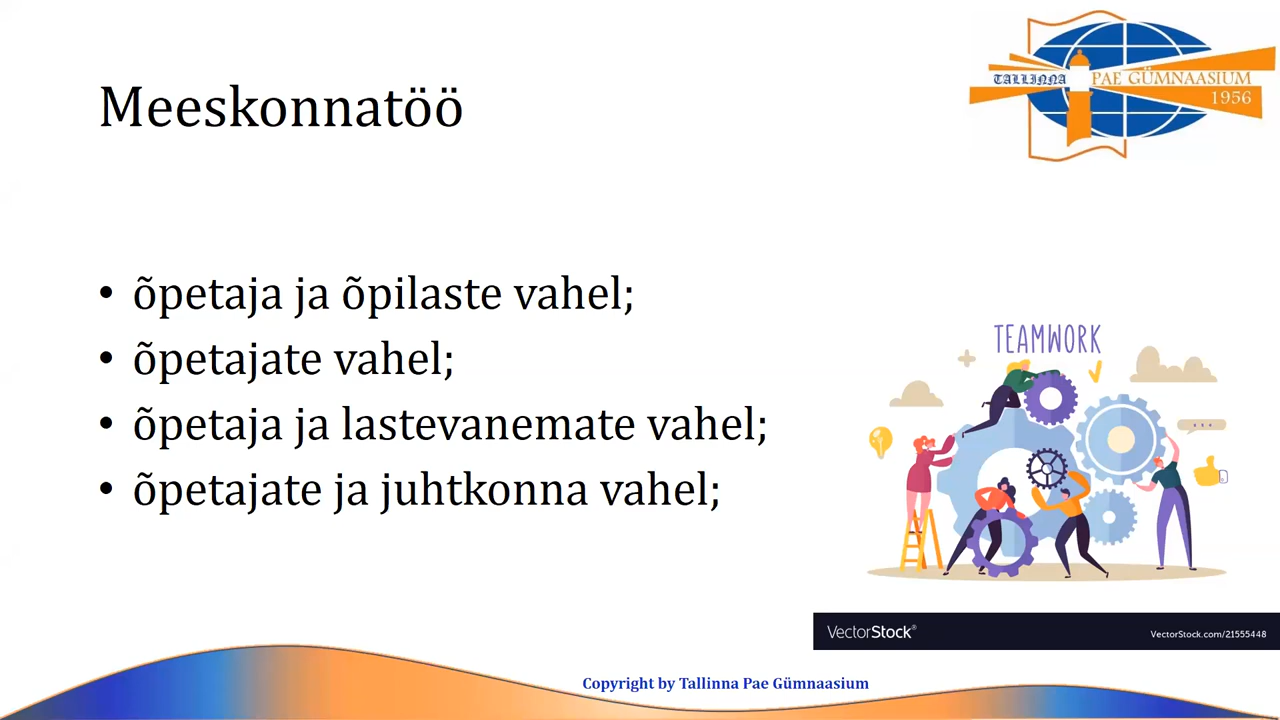 TALLINNA PAE GÜMNAASIUM
1956
Meeskonnatöö
• õpetaja ja õpilaste vahel;
• õpetajate vahel;
• õpetaja ja lastevanemate vahel;
• õpetajate ja juhtkonna vahel;
TEAMWORK
VectorStock®
VectorStock.com/21555448
Copyright by Tallinna Pae Gümnaasium